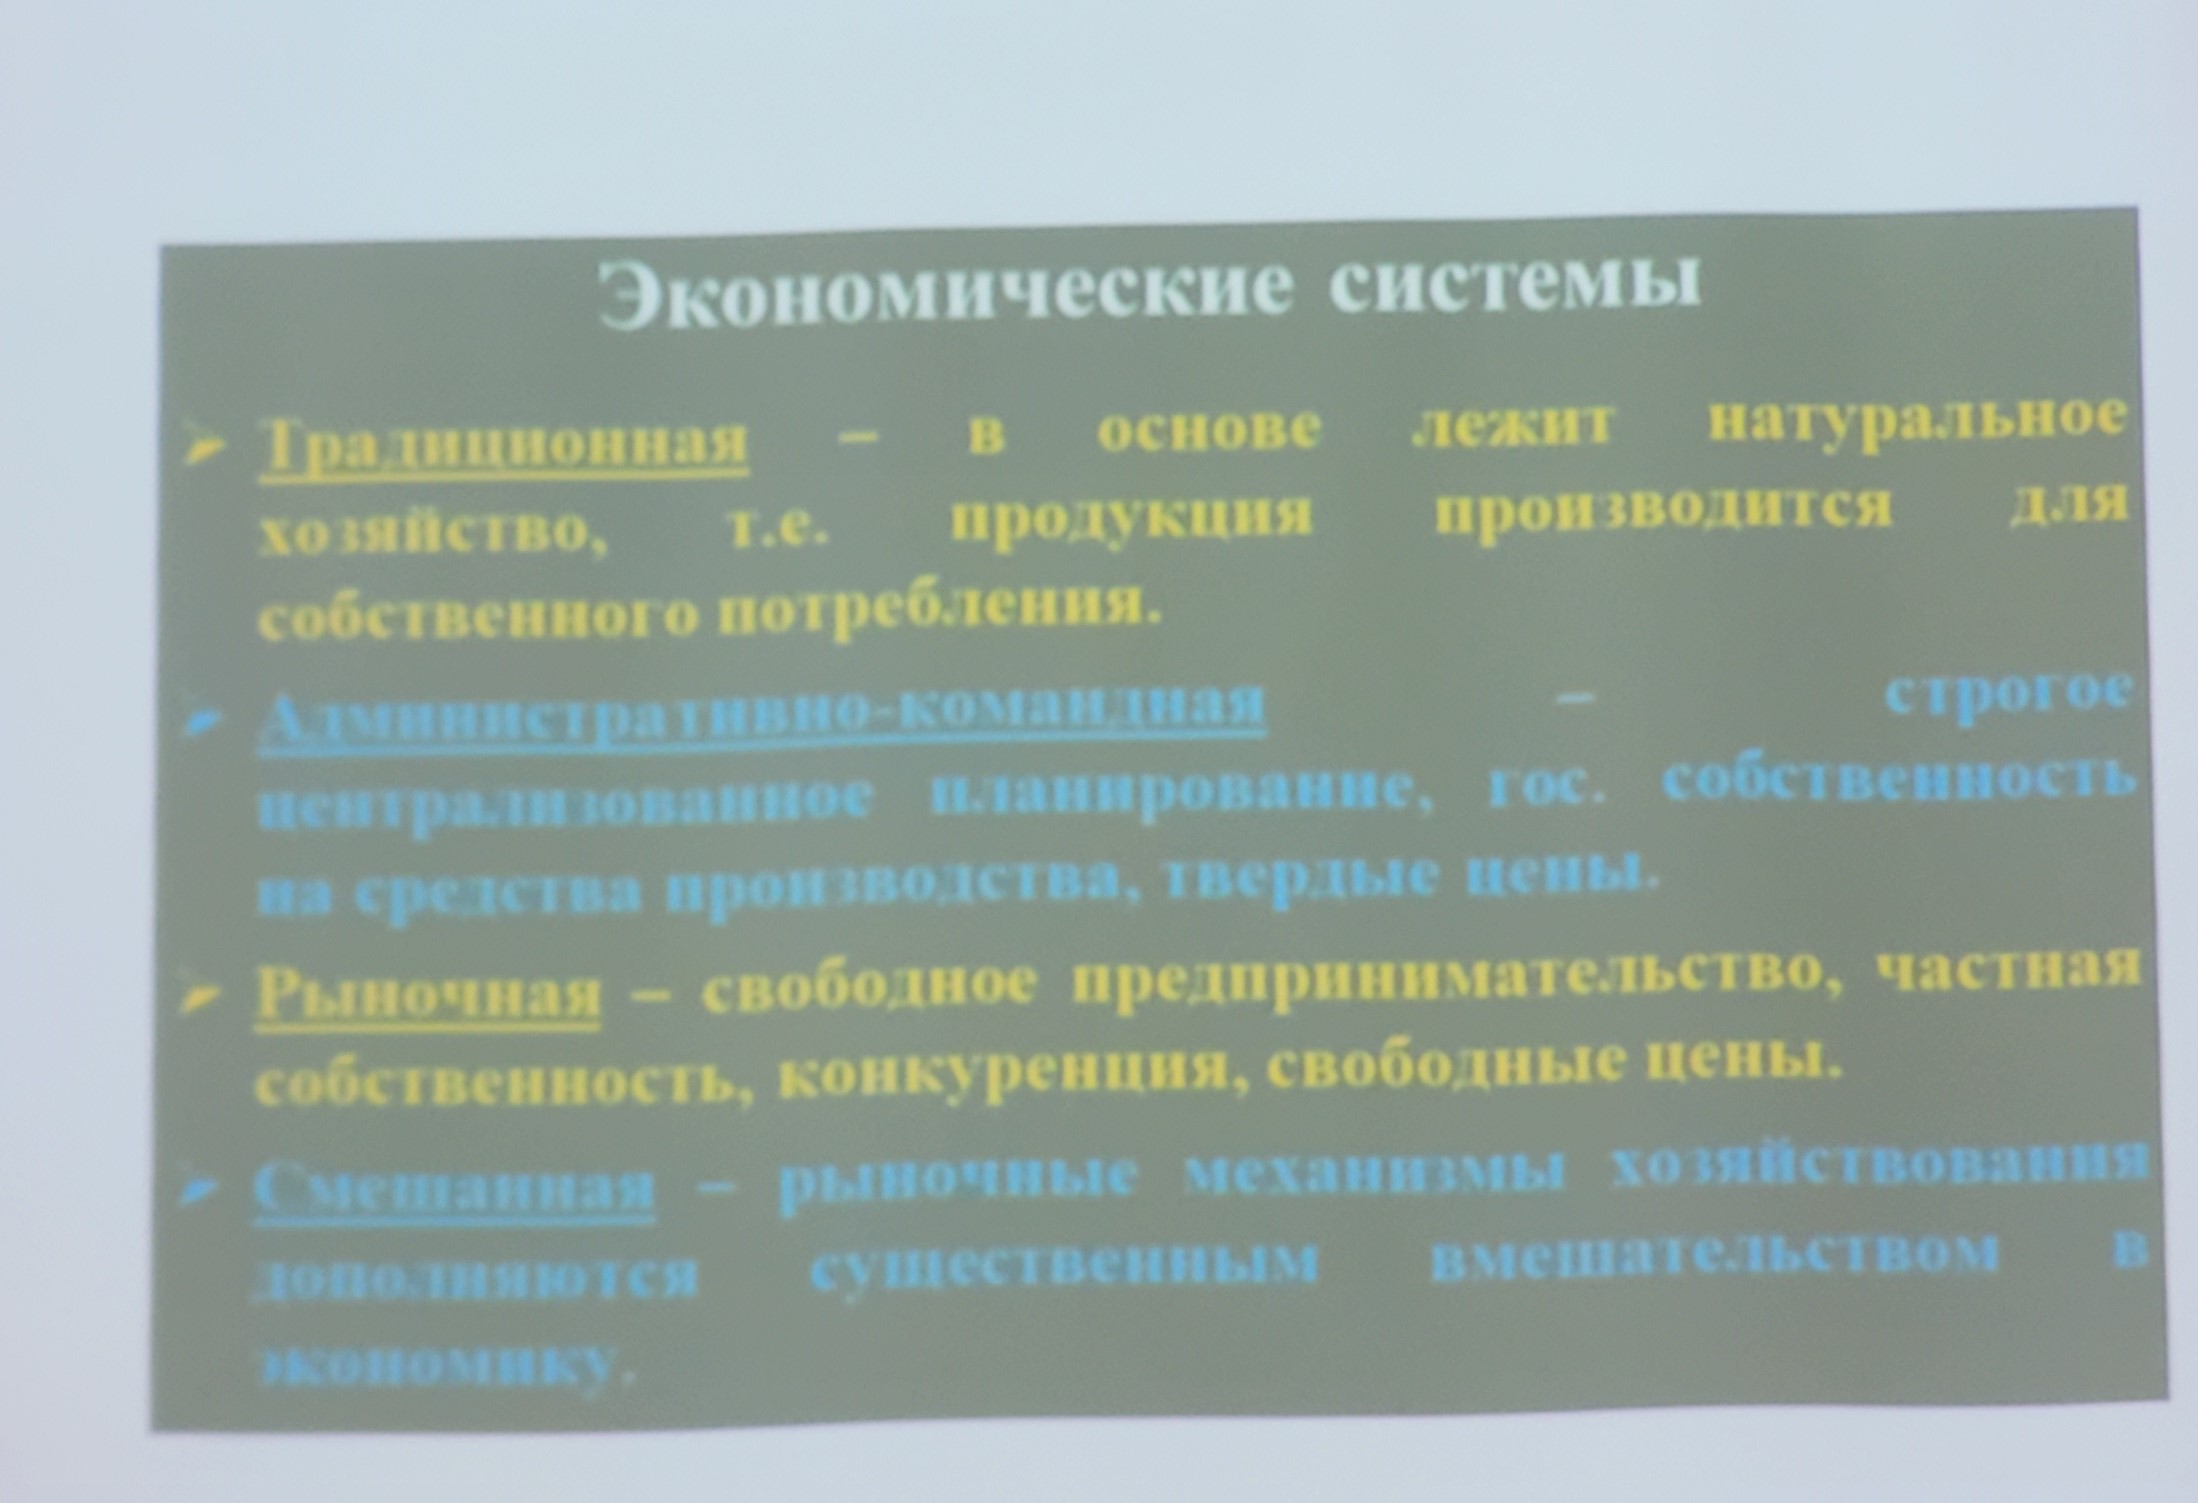 Экономические системы
Традиционная – в основе лежит натуральное
хозяйство, т.е. продукция производится для
собственного потребления.
Административно-командная – строгое
централизованное планирование, гос. собственность
на средства производства, твердые цены.
Рыночная – свободное предпринимательство, частная
собственность, конкуренция, свободные цены.
Смешанная – рыночные механизмы хозяйствования
дополняются существенным вмешательством в
экономику.